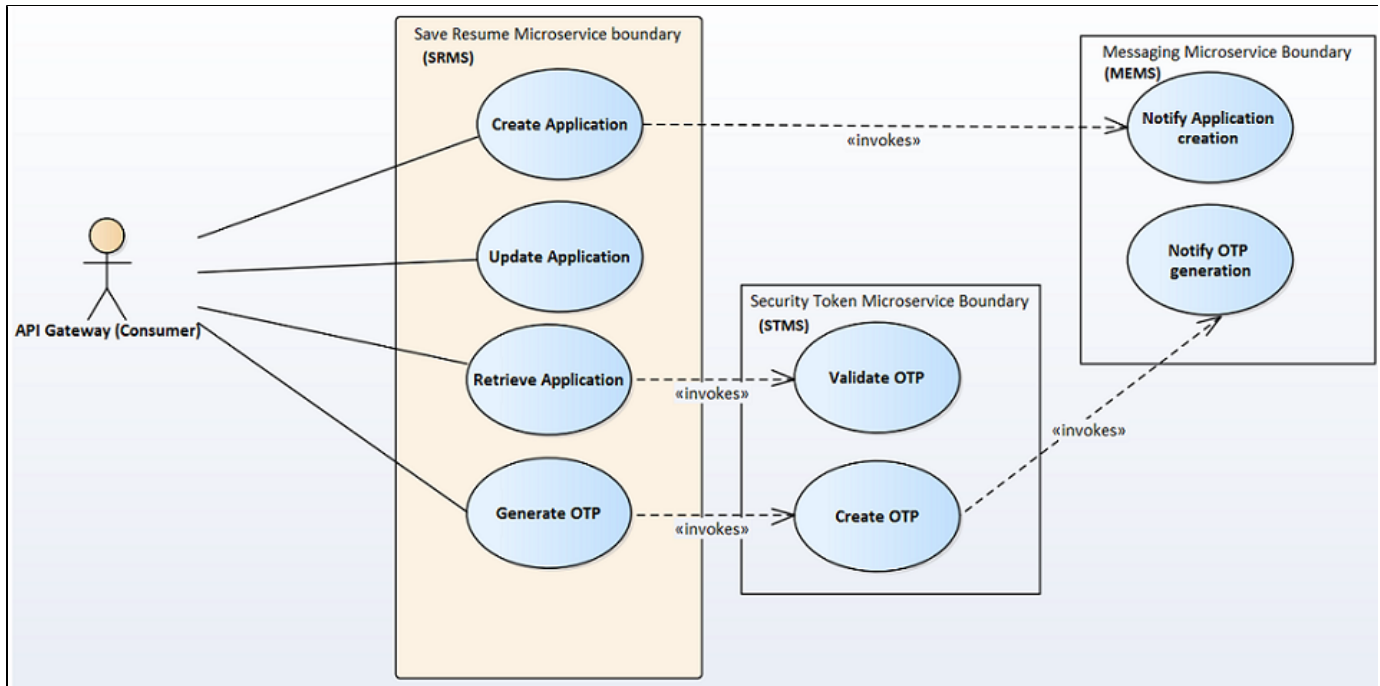 Save Resume Microservice boundary
(SRMS)
Create Application
Update Application
Retrieve Application
Generate OTP
API Gateway (Consumer)
«invokes»
«invokes»
«invokes»
«invokes»
Security Token Microservice Boundary
(STMS)
Validate OTP
Create OTP
Messaging Microservice Boundary
(MEMS)
Notify Application
creation
Notify OTP
generation